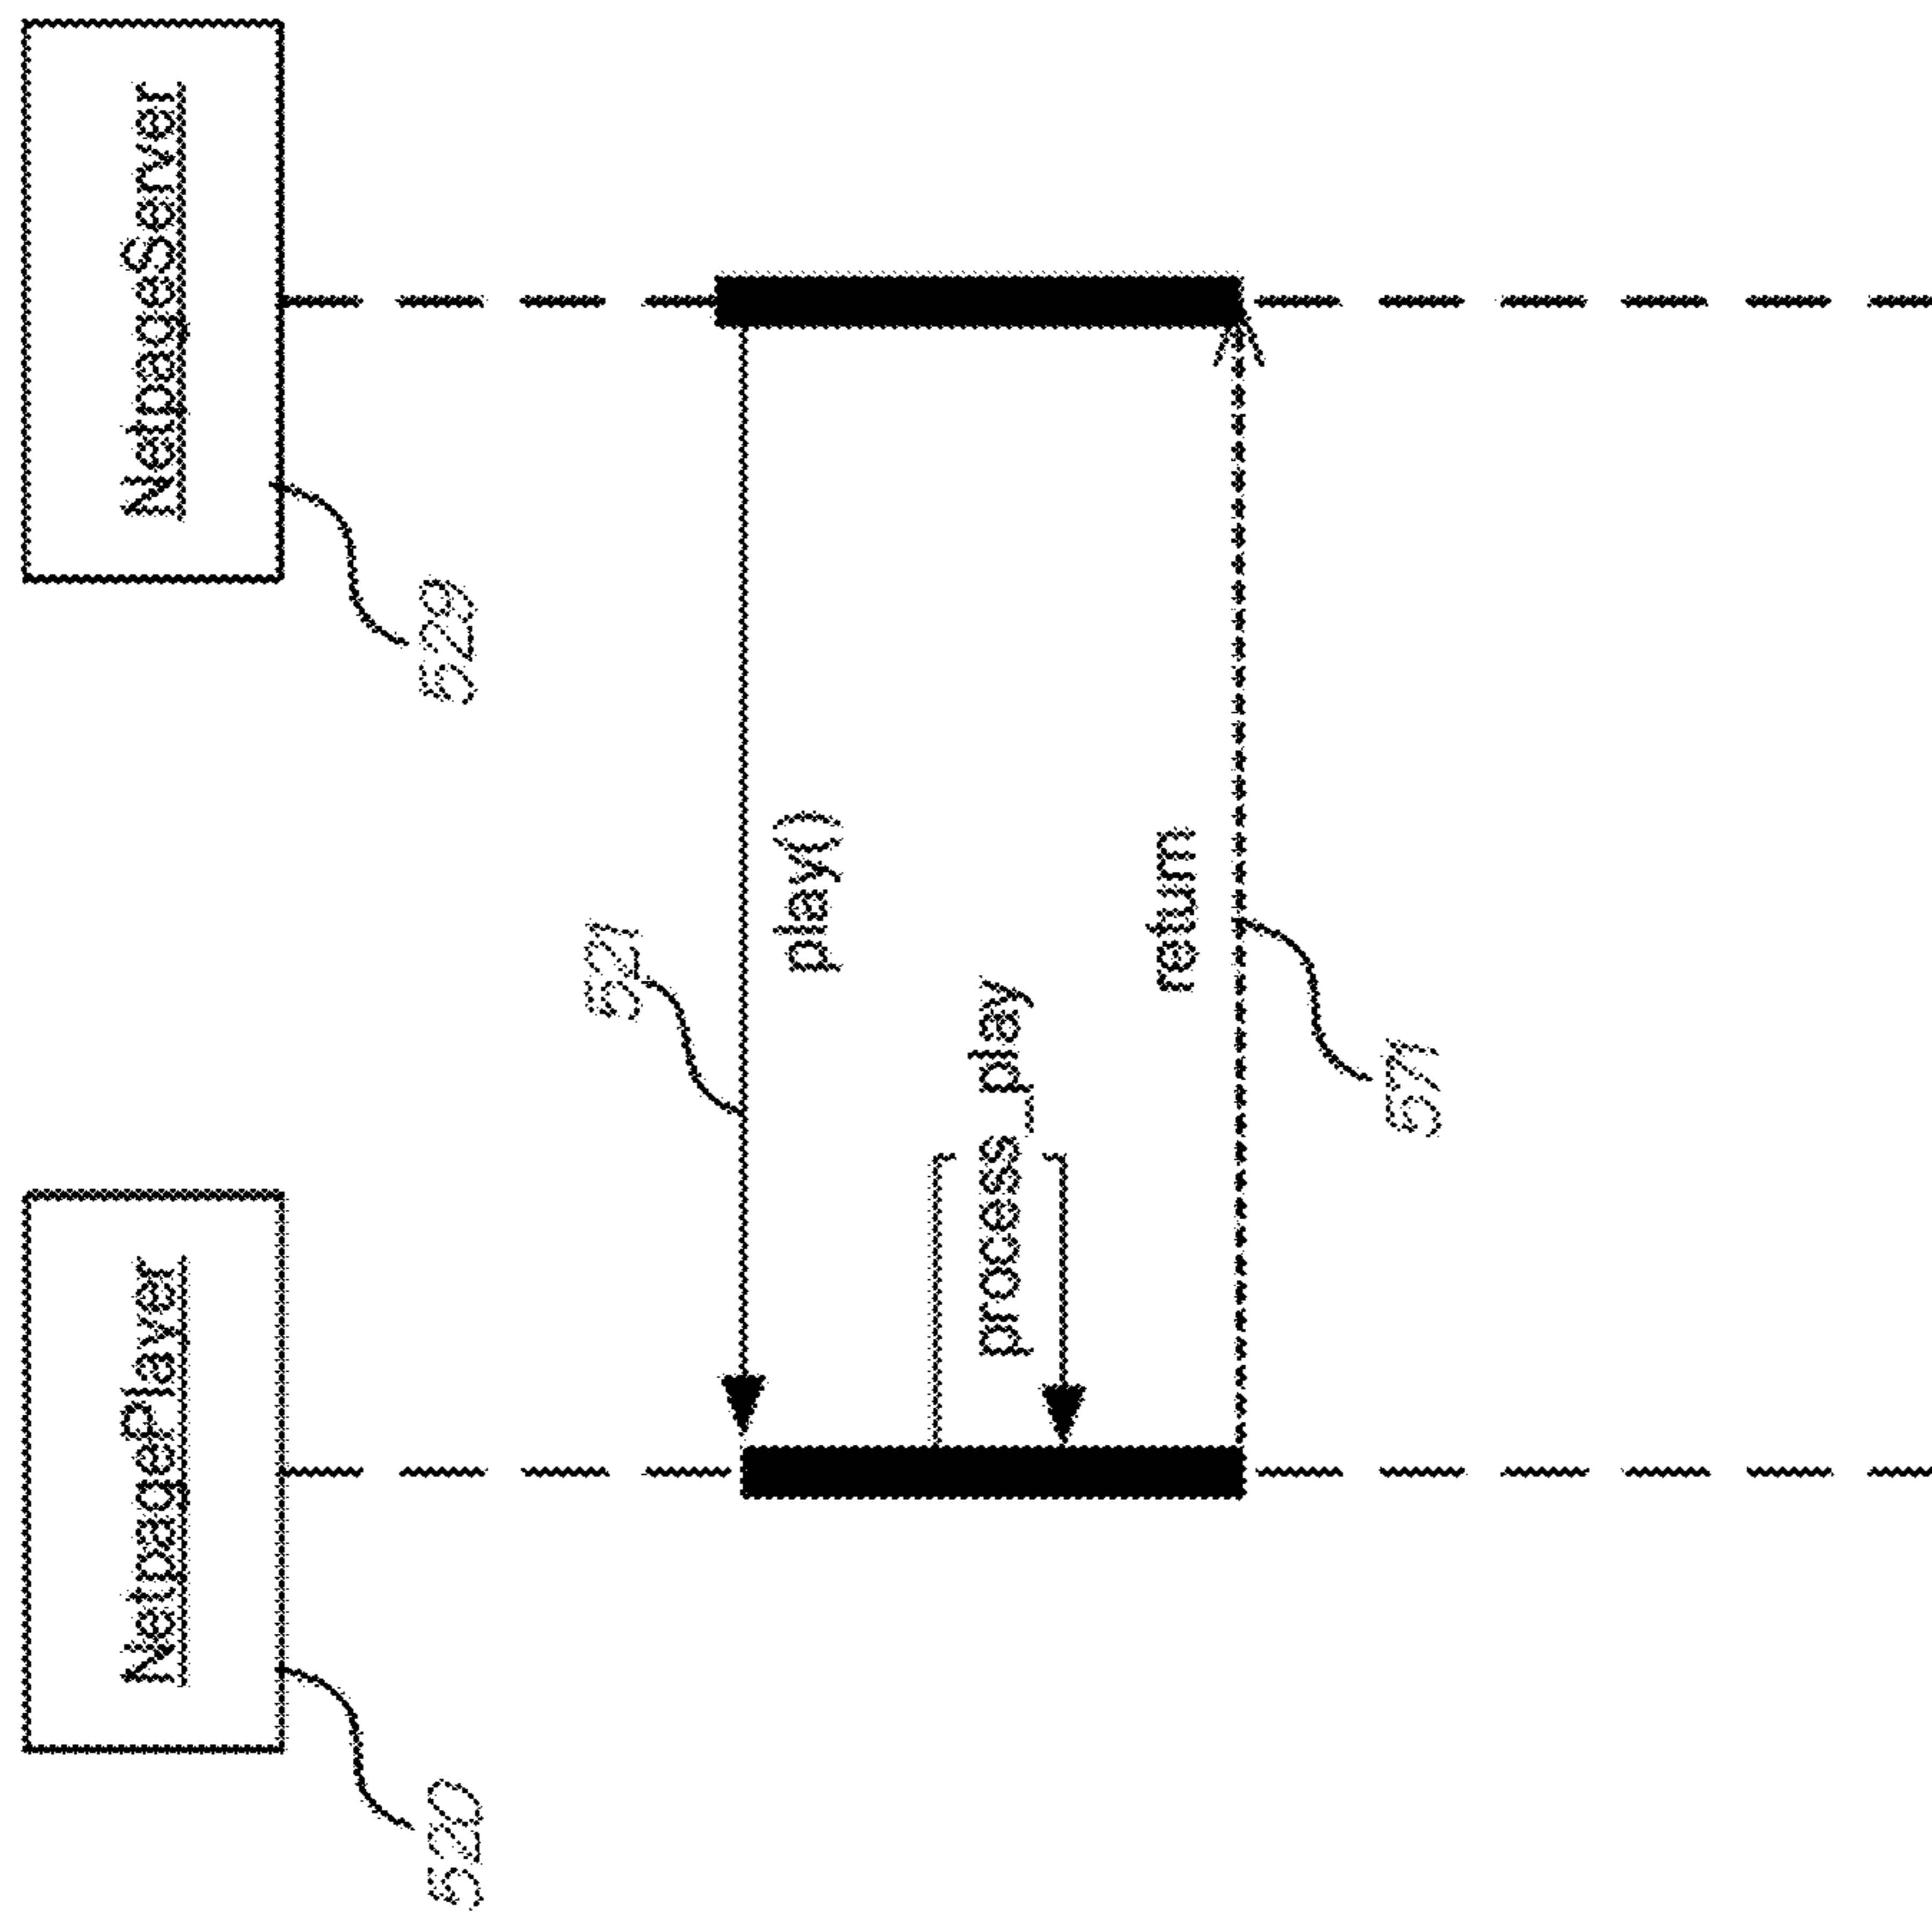 NetpagePlayer
NetpageServer
520
529
521
play()
process_play
return
571